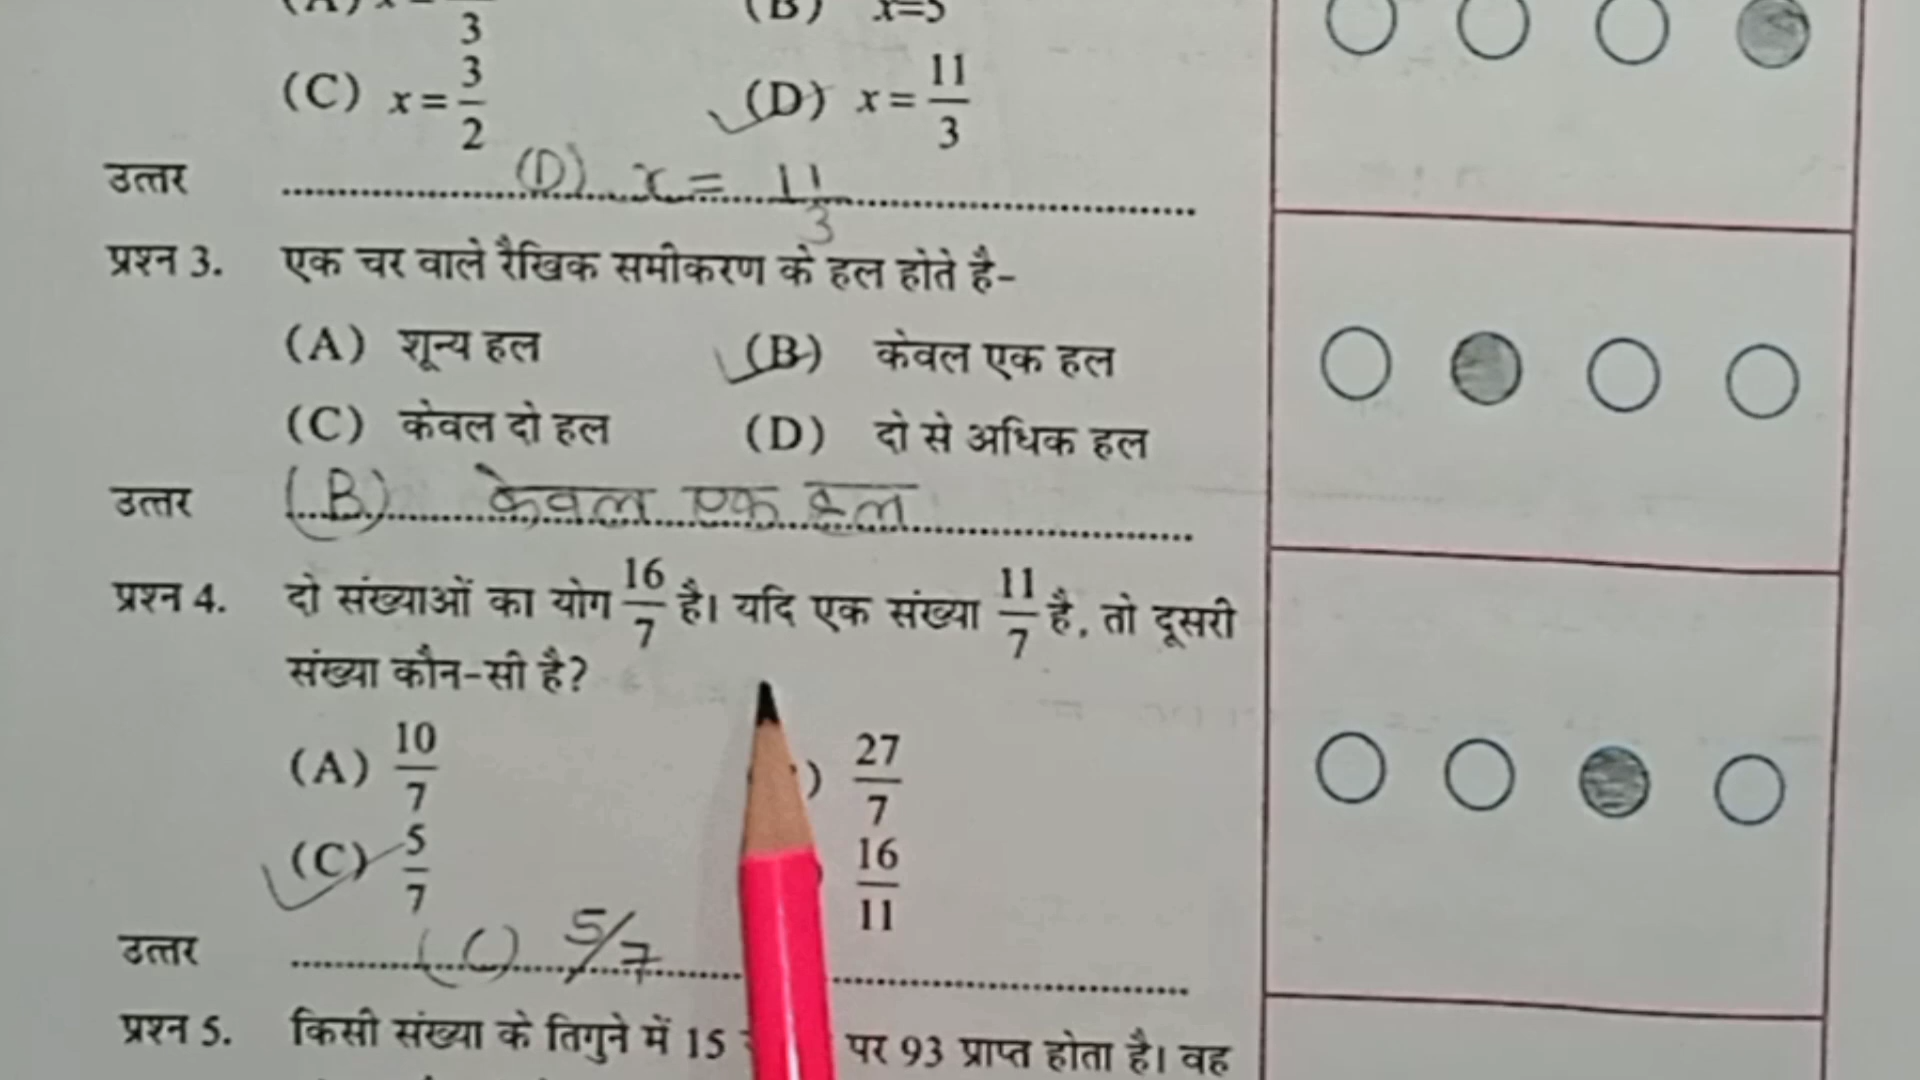 (A) x = —/3 (B) x=5
(C) x = 3/2 (D) x = 11/3
उत्तर (D) x = 11/3
प्रश्न 3. एक चर वाले रैखिक समीकरण के हल होते है-
(A) शून्य हल (B) केवल एक हल
(C) केवल दो हल (D) दो से अधिक हल
उत्तर (B) केवल एक हल
प्रश्न 4. दो संख्याओं का योग 16/7 है। यदि एक संख्या 11/7 है, तो दूसरी
संख्या कौन-सी है?
(A) 10/7 ) 27/7
(C) 5/7 16/11
उत्तर (C) 5/7
प्रश्न 5. किसी संख्या के तिगुने में 15 पर 93 प्राप्त होता है। वह